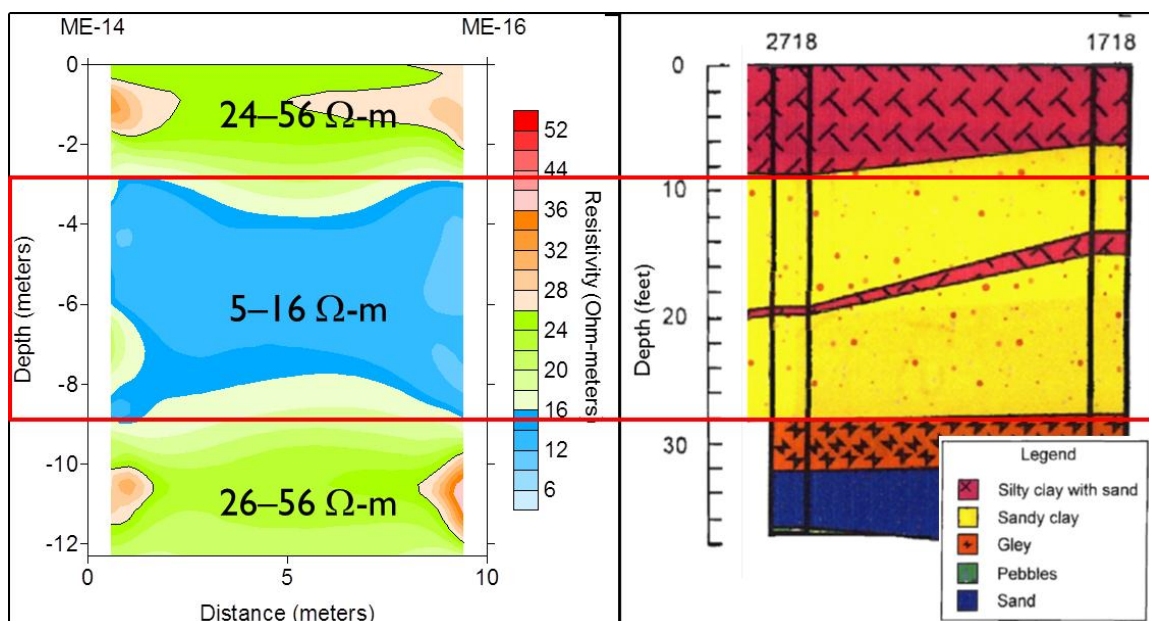 ME-14
ME-16
0
-2
-4
-6
-8
-10
-12
Depth (meters)
0
5
10
Distance (meters)
24–56 Ω-m
5–16 Ω-m
26–56 Ω-m
52
44
36
32
28
24
20
16
12
6
Resistivity (Ohm-meters)
2718
1718
0
10
20
30
Depth (feet)
Legend
Silty clay with sand
Sandy clay
Gley
Pebbles
Sand